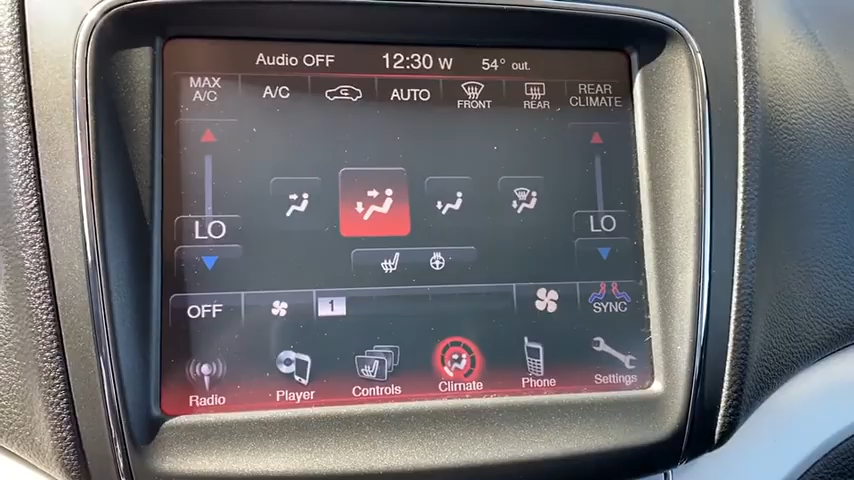 Audio OFF 12:30 W 54° out.
MAX A/C A/C AUTO FRONT REAR REAR CLIMATE
LO LO
OFF 1 SYNC
Radio Player Controls Climate Phone Settings